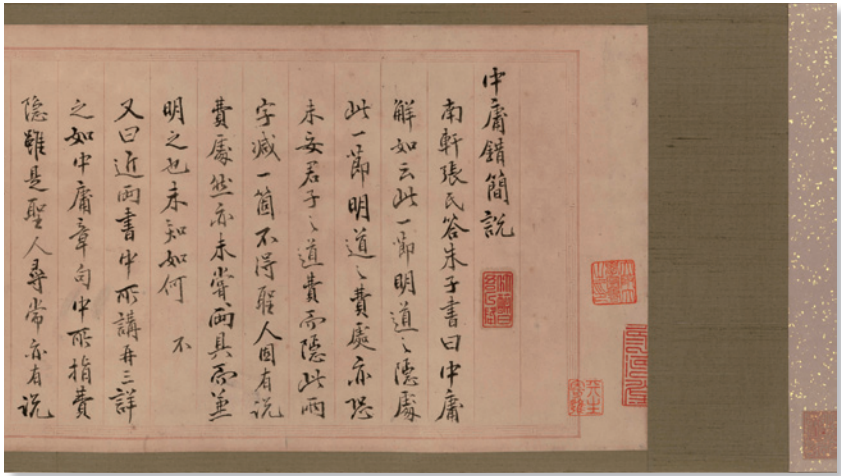 中庸錯簡說
南軒張氏答朱子書曰中庸
解如云此一節明道之隱處
此一節明道之費處亦恐
未安君子之道費而隱此兩
字減一箇不得聖人固有說
費處然亦未嘗兩具而兼
明之也未知如何 不
又曰近兩書中所講再三詳
之如中庸章句中所指費
隱雖是聖人尋常亦有說